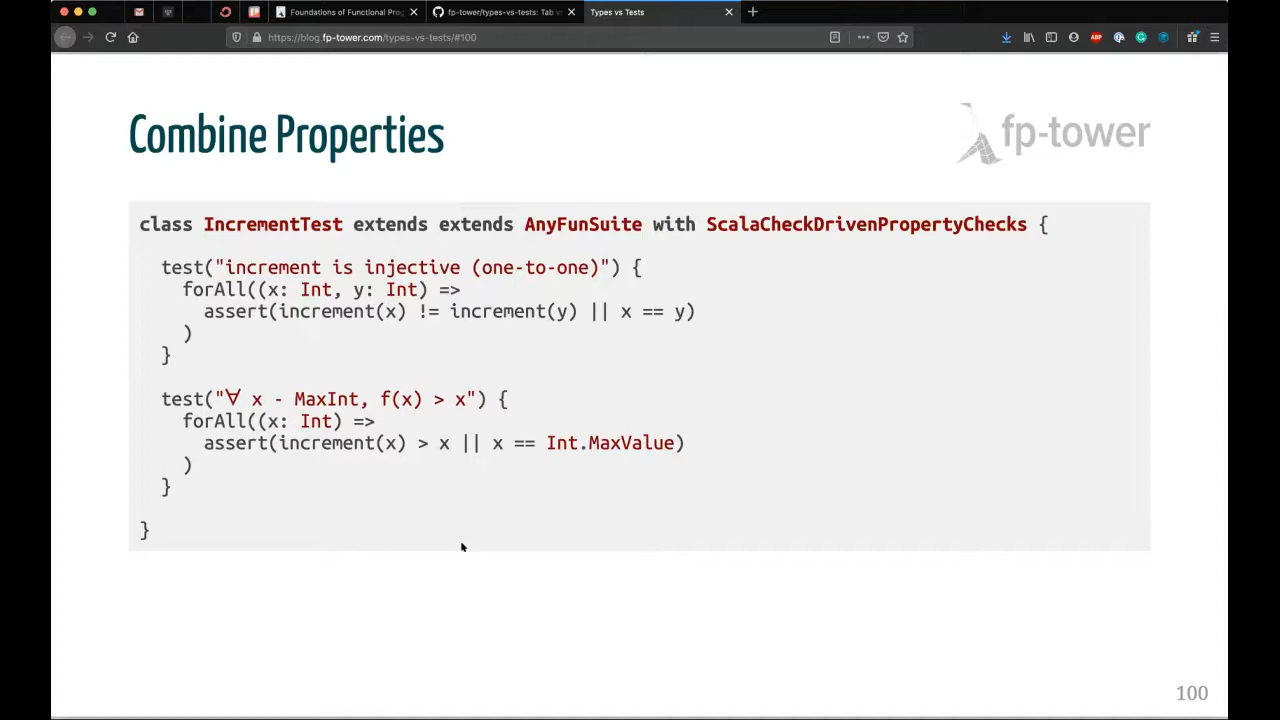 Foundations of Functional Prog
fp-tower/types-vs-tests: Tab v
Types vs Tests
https://blog.fp-tower.com/types-vs-tests/#100
ABP
Combine Properties
fp-tower
class IncrementTest extends extends AnyFunSuite with ScalaCheckDrivenPropertyChecks {
test("increment is injective (one-to-one)") {
forAll((x: Int, y: Int) =>
assert(increment(x) != increment(y) || x == y)
)
}
test("∀ x - MaxInt, f(x) > x") {
forAll((x: Int) =>
assert(increment(x) > x || x == Int.MaxValue)
)
}
}
100